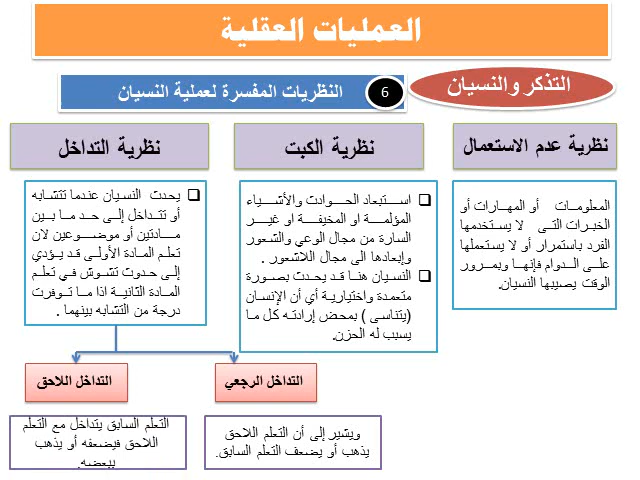 العمليات العقلية
التذكر والنسيان
6
النظريات المفسرة لعملية النسيان
نظرية عدم الاستعمال
نظرية الكبت
نظرية التداخل
المعلومات أو المهارات أو
الخبرات التى لا يستخدمها
الفرد باستمرار أو لا يستعملها
على الدوام فإنها وبمرور
الوقت يصيبها النسيان.
استبعاد الحوادث والأشياء
المؤلمة او المخيفة او غير
السارة من مجال الوعي والشعور
وإبعادها الى مجال اللاشعور .
النسيان هنا قد يحدث بصورة
متعمدة واختيارية أي أن الإنسان
(يتناسى ) بمحض إرادته كل ما
يسبب له الحزن.
يحدث النسيان عندما تتشابه
أو تتداخل إلى حد ما بين
مادتين أو موضوعين لان
تعلم المادة الأولى قد يؤدي
إلى حدوث تشوش في تعلم
المادة الثانية اذا ما توفرت
درجة من التشابه بينهما .
التداخل الرجعي
التداخل اللاحق
ويشير إلى أن التعلم اللاحق
يذهب أو يضعف التعلم السابق.
التعلم السابق يتداخل مع التعلم
اللاحق فيضعفه أو يذهب
ببعضه.